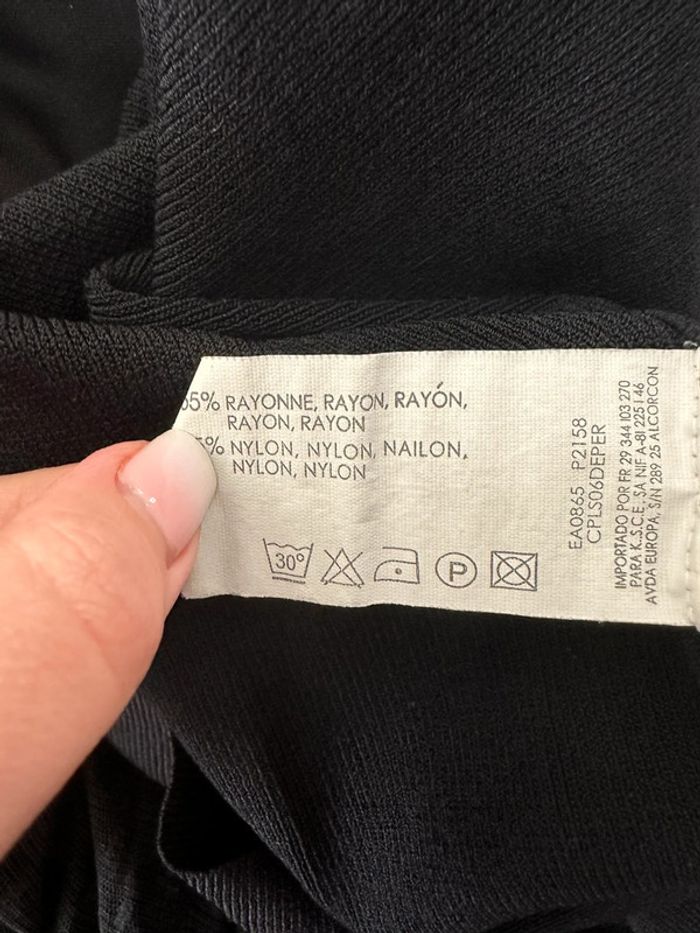 5% RAYONNE, RAYON, RAYÓN,
RAYON, RAYON
% NYLON, NYLON, NAILON,
NYLON, NYLON
30°
P
EA0865 P2158
CPLS06DEPER
IMPORTADO POR FR 29 344 103 270
PARA K.S.C.E, SA NIF A-81 225 146
AVDA EUROPA, S/N 289 25 ALCORCON